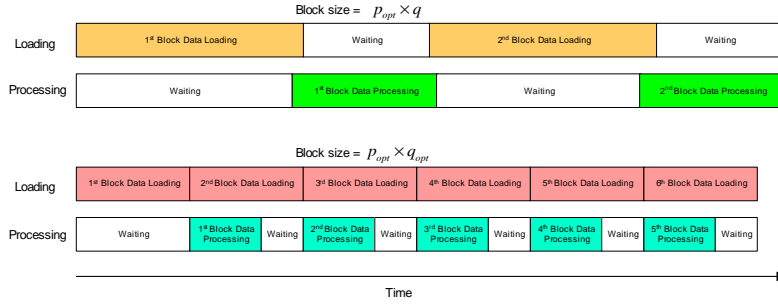 Block size = p_opt × q
Loading
1st Block Data Loading
Waiting
2nd Block Data Loading
Waiting
Processing
Waiting
1st Block Data Processing
Waiting
2nd Block Data Processing
Block size = p_opt × q_opt
Loading
1st Block Data Loading
2nd Block Data Loading
3rd Block Data Loading
4th Block Data Loading
5th Block Data Loading
6th Block Data Loading
Processing
Waiting
1st Block Data
Processing
Waiting
2nd Block Data
Processing
Waiting
3rd Block Data
Processing
Waiting
4th Block Data
Processing
Waiting
5th Block Data
Processing
Waiting
Time